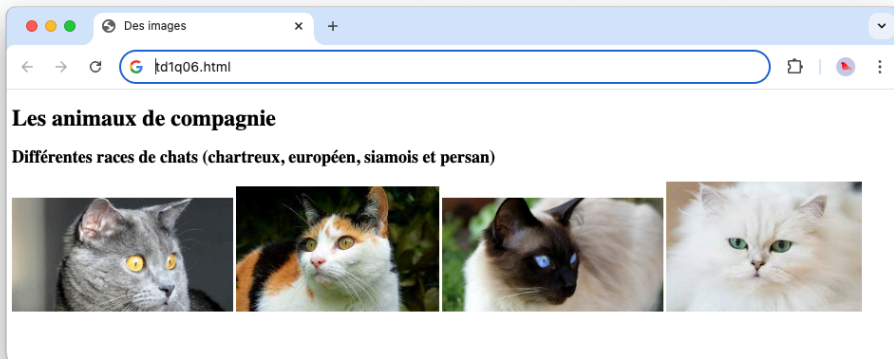 Des images
td1q06.html
Les animaux de compagnie
Différentes races de chats (chartreux, européen, siamois et persan)